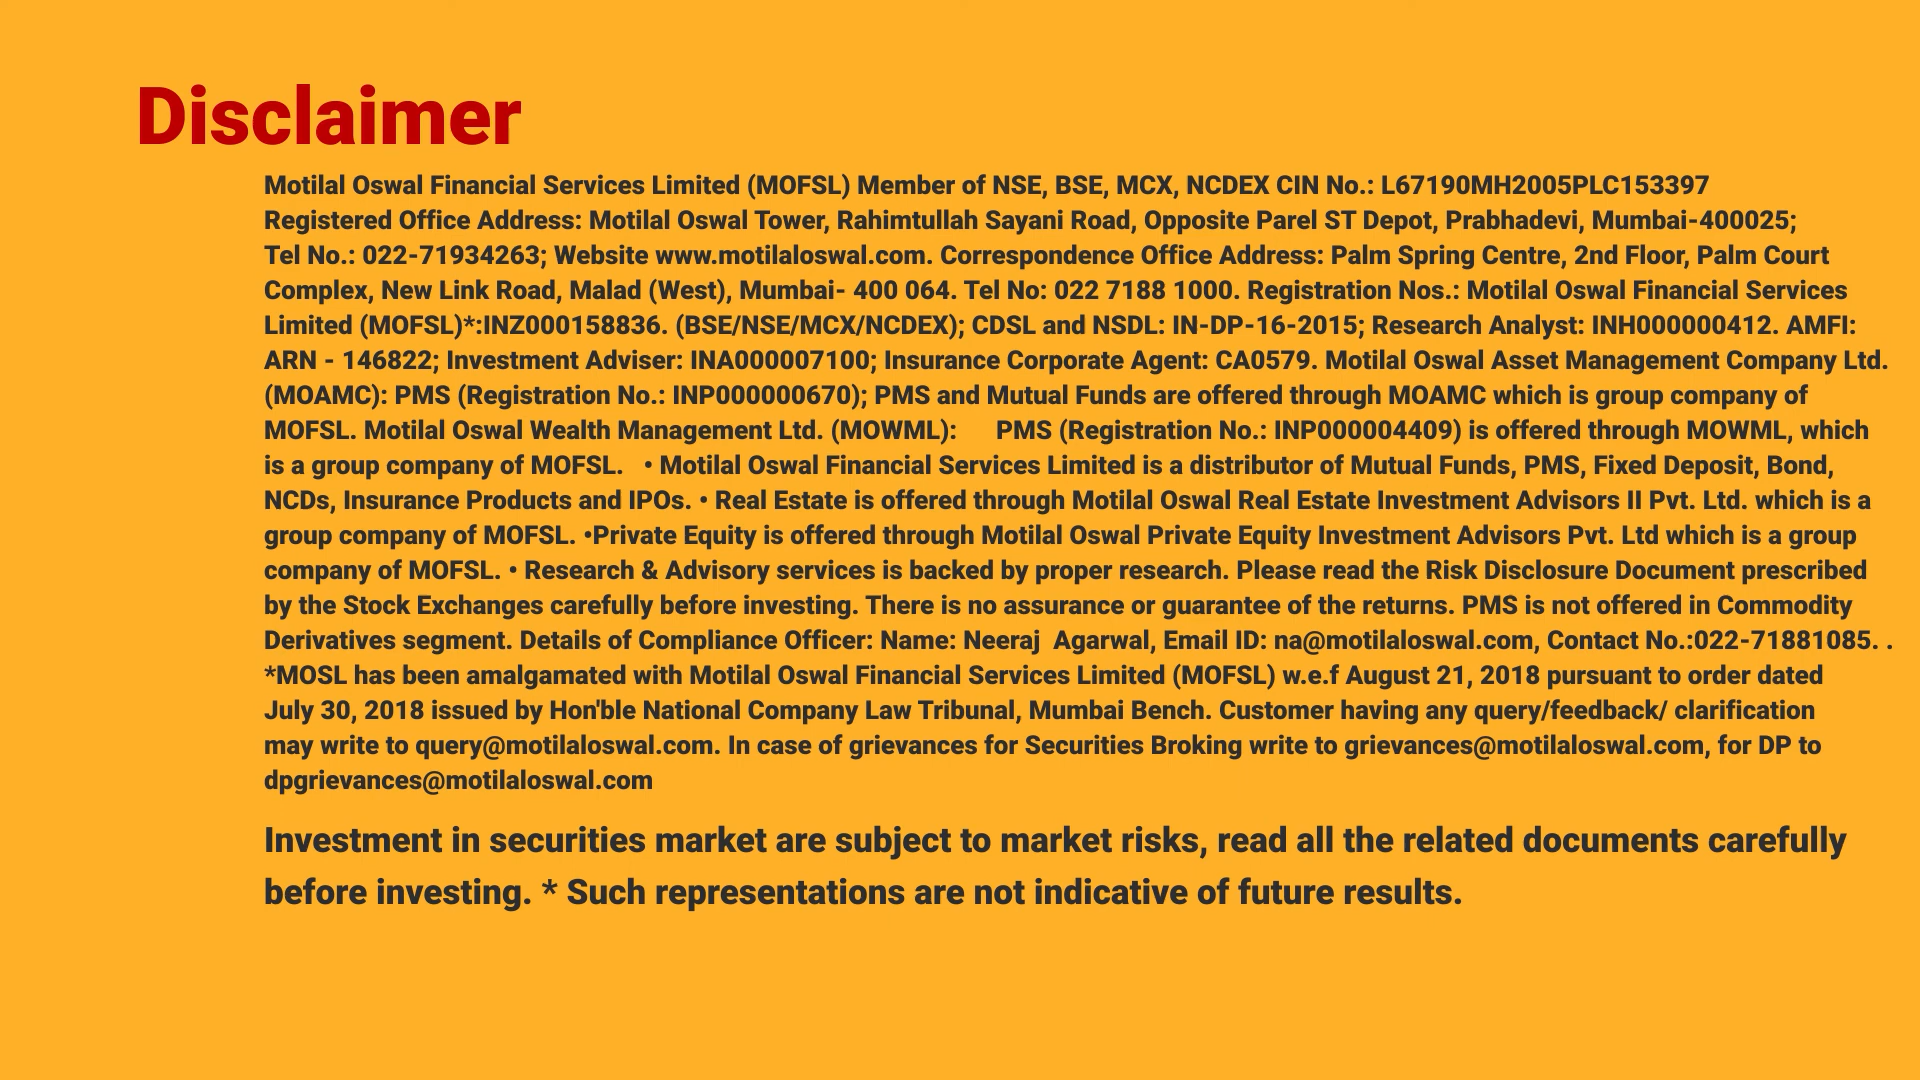 Disclaimer
Motilal Oswal Financial Services Limited (MOFSL) Member of NSE, BSE, MCX, NCDEX CIN No.: L67190MH2005PLC153397
Registered Office Address: Motilal Oswal Tower, Rahimtullah Sayani Road, Opposite Parel ST Depot, Prabhadevi, Mumbai-400025;
Tel No.: 022-71934263; Website www.motilaloswal.com. Correspondence Office Address: Palm Spring Centre, 2nd Floor, Palm Court
Complex, New Link Road, Malad (West), Mumbai- 400 064. Tel No: 022 7188 1000. Registration Nos.: Motilal Oswal Financial Services
Limited (MOFSL)*:INZ000158836. (BSE/NSE/MCX/NCDEX); CDSL and NSDL: IN-DP-16-2015; Research Analyst: INH000000412. AMFI:
ARN - 146822; Investment Adviser: INA000007100; Insurance Corporate Agent: CA0579. Motilal Oswal Asset Management Company Ltd.
(MOAMC): PMS (Registration No.: INP000000670); PMS and Mutual Funds are offered through MOAMC which is group company of
MOFSL. Motilal Oswal Wealth Management Ltd. (MOWML):      PMS (Registration No.: INP000004409) is offered through MOWML, which
is a group company of MOFSL.   • Motilal Oswal Financial Services Limited is a distributor of Mutual Funds, PMS, Fixed Deposit, Bond,
NCDs, Insurance Products and IPOs. • Real Estate is offered through Motilal Oswal Real Estate Investment Advisors II Pvt. Ltd. which is a
group company of MOFSL. •Private Equity is offered through Motilal Oswal Private Equity Investment Advisors Pvt. Ltd which is a group
company of MOFSL. • Research & Advisory services is backed by proper research. Please read the Risk Disclosure Document prescribed
by the Stock Exchanges carefully before investing. There is no assurance or guarantee of the returns. PMS is not offered in Commodity
Derivatives segment. Details of Compliance Officer: Name: Neeraj  Agarwal, Email ID: na@motilaloswal.com, Contact No.:022-71881085. .
*MOSL has been amalgamated with Motilal Oswal Financial Services Limited (MOFSL) w.e.f August 21, 2018 pursuant to order dated
July 30, 2018 issued by Hon'ble National Company Law Tribunal, Mumbai Bench. Customer having any query/feedback/ clarification
may write to query@motilaloswal.com. In case of grievances for Securities Broking write to grievances@motilaloswal.com, for DP to
dpgrievances@motilaloswal.com
Investment in securities market are subject to market risks, read all the related documents carefully
before investing. * Such representations are not indicative of future results.